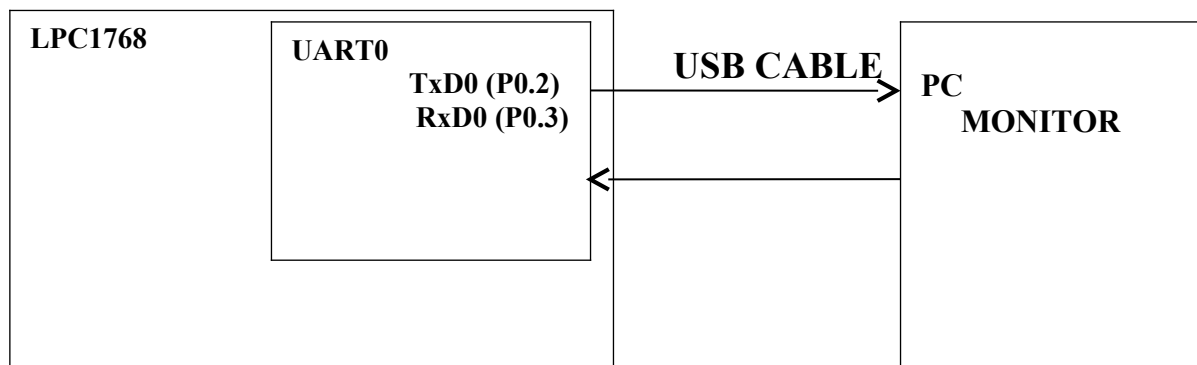 LPC1768
UART0
TxD0 (P0.2)
RxD0 (P0.3)
USB CABLE
PC
MONITOR